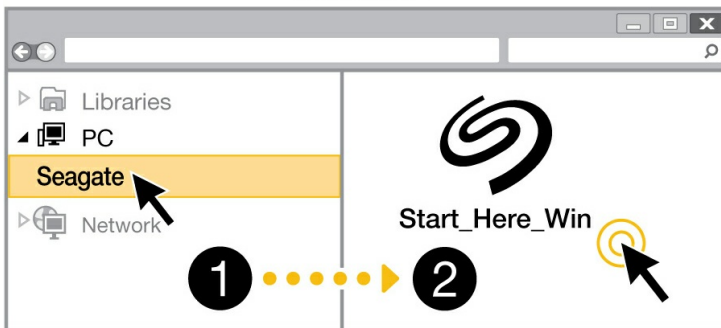 Libraries
PC
Seagate
Network
Start_Here_Win
1
2